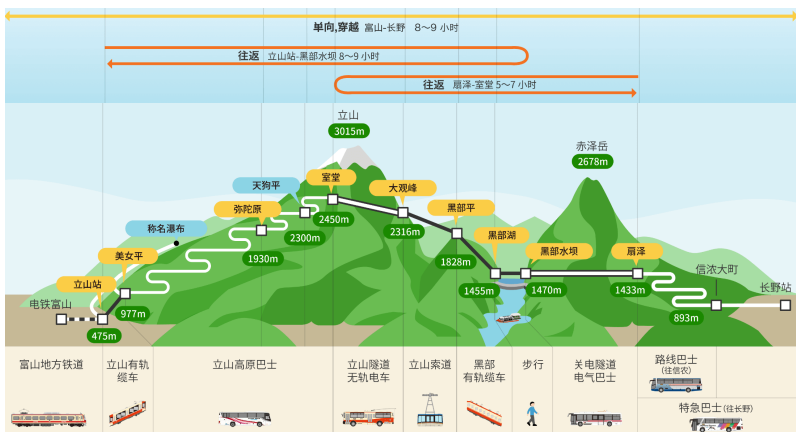 单向,穿越 富山-长野 8～9 小时
往返 立山站-黑部水坝 8～9 小时
往返 扇泽-室堂 5～7 小时
立山
3015m
赤泽岳
2678m
天狗平
室堂
大观峰
弥陀原
2450m
黑部平
称名瀑布
2300m
2316m
黑部湖
美女平
1930m
1828m
黑部水坝
扇泽
信浓大町
立山站
长野站
电铁富山
977m
1455m
1470m
1433m
475m
893m
富山地方铁道
立山有轨
缆车
立山高原巴士
立山隧道
无轨电车
立山索道
黑部
有轨缆车
步行
关电隧道
电气巴士
路线巴士
(往信农)
特急巴士(往长野)